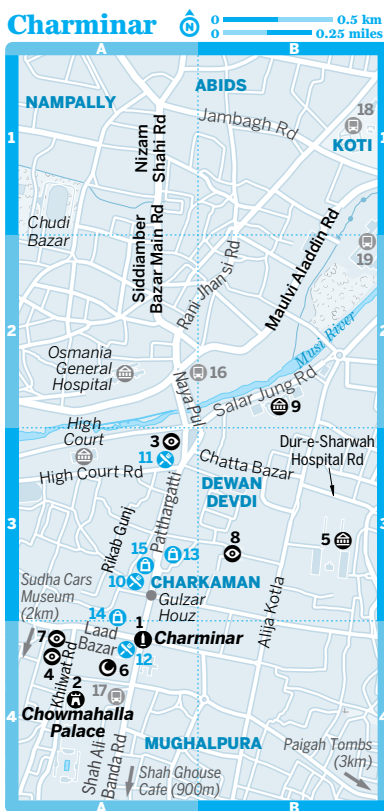 Charminar
N
0 0.5 km
0 0.25 miles
A B
ABIDS
NAMPALLY
Jambagh Rd
18
1 1
KOTI
Nizam
Shahi Rd
Chudi
Bazar
Siddiamber
Bazar Main Rd
Rani Jhansi Rd
Maulvi Aladdin Rd
19
2 2
Musi River
Osmania
General
Hospital
16
Naya Pul
Salar Jung Rd
9
High
Court
3
11
Dur-e-Sharwah
Hospital Rd
High Court Rd
Chatta Bazar
DEWAN
DEVDI
Patthargatti
3 3
Rikab Gunj
15
13
8
5
10
CHARKAMAN
Sudha Cars
Museum
(2km)
Gulzar
Houz
14
Alija Kotla
7
Laad
Bazar
1
Charminar
12
4
Khilwat Rd
6
2
17
Chowmahalla
Palace
4 4
MUGHALPURA
Shah Ali
Banda Rd
Paigah Tombs
(3km)
Shah Ghouse
Cafe (900m)
A B